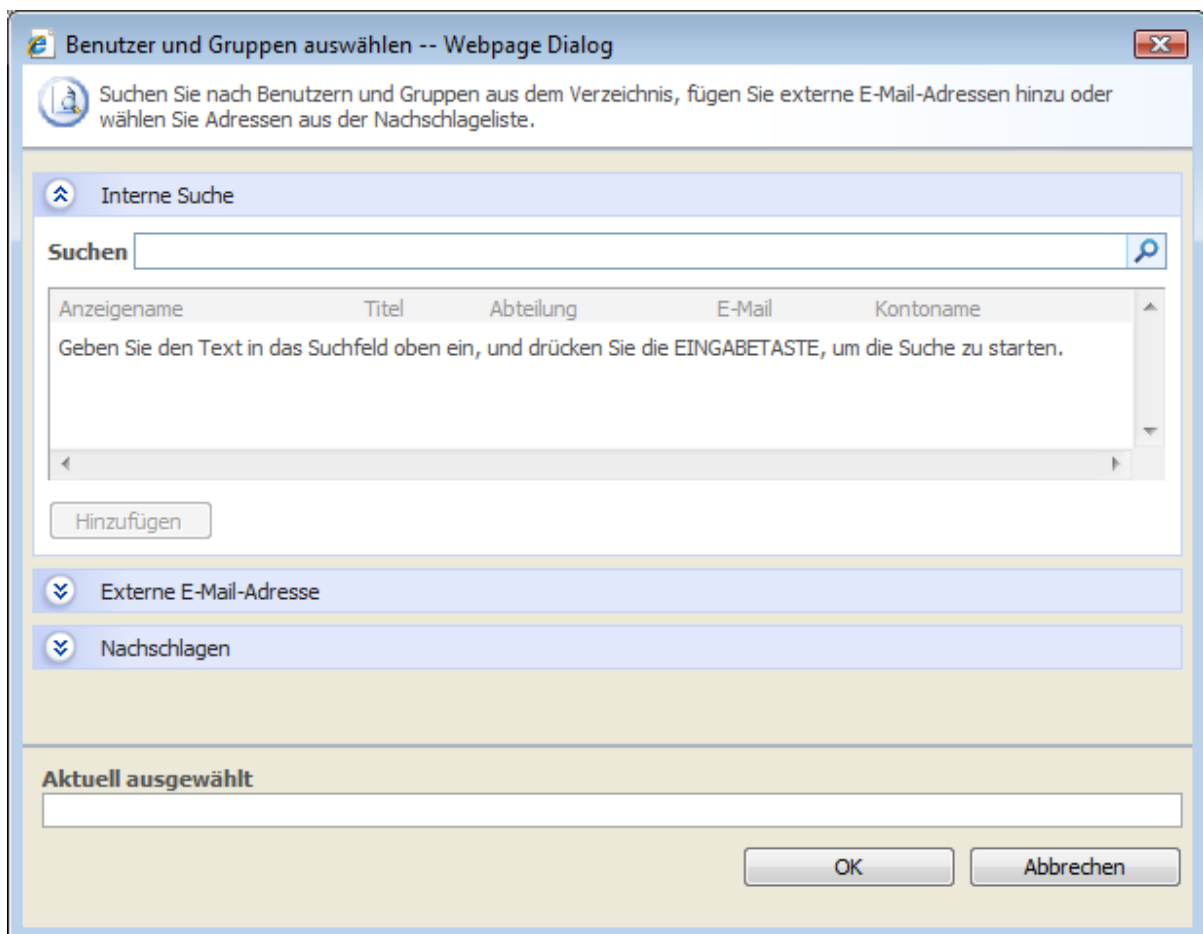 Benutzer und Gruppen auswählen -- Webpage Dialog
Suchen Sie nach Benutzern und Gruppen aus dem Verzeichnis, fügen Sie externe E-Mail-Adressen hinzu oder
wählen Sie Adressen aus der Nachschlageliste.
Interne Suche
Suchen
Anzeigename Titel Abteilung E-Mail Kontoname
Geben Sie den Text in das Suchfeld oben ein, und drücken Sie die EINGABETASTE, um die Suche zu starten.
Hinzufügen
Externe E-Mail-Adresse
Nachschlagen
Aktuell ausgewählt
OK Abbrechen